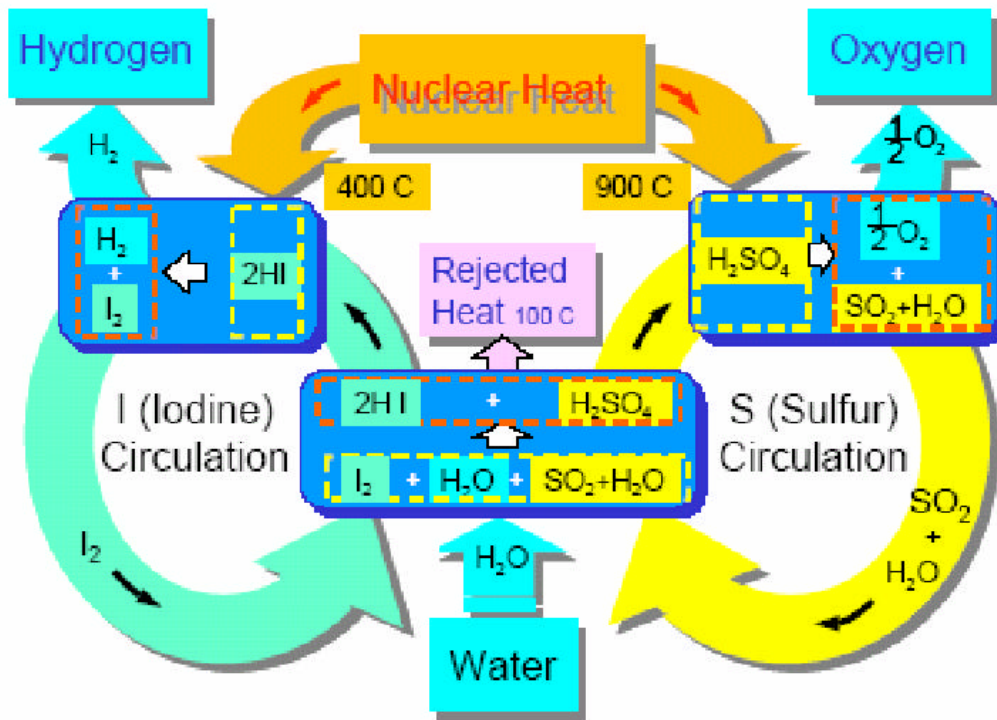 Hydrogen
Nuclear Heat
Oxygen
H₂
½O₂
400 C
900 C
H₂
+
I₂
2HI
Rejected
Heat 100 C
H₂SO₄
½O₂
+
SO₂+H₂O
2HI + H₂SO₄
I₂ + H₂O + SO₂+H₂O
I (Iodine)
Circulation
S (Sulfur)
Circulation
I₂
SO₂
+
H₂O
H₂O
Water